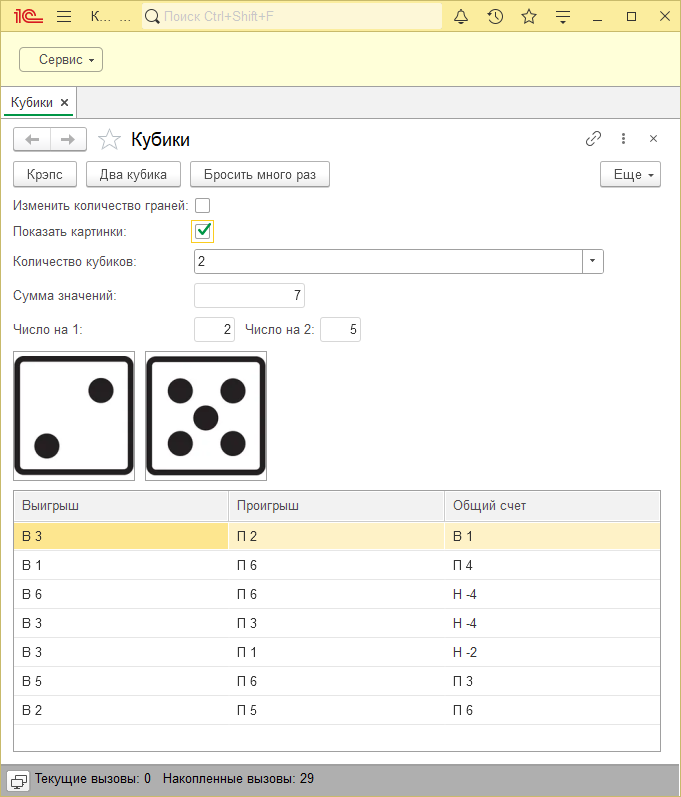 1С К... ... Поиск Ctrl+Shift+F
Сервис
Кубики
Кубики
Крэпс Два кубика Бросить много раз Еще
Изменить количество граней:
Показать картинки:
Количество кубиков: 2
Сумма значений: 7
Число на 1: 2 Число на 2: 5
Выигрыш Проигрыш Общий счет
В 3 П 2 В 1
В 1 П 6 П 4
В 6 П 6 Н -4
В 3 П 3 Н -4
В 3 П 1 Н -2
В 5 П 6 П 3
В 2 П 5 П 6
Текущие вызовы: 0 Накопленные вызовы: 29